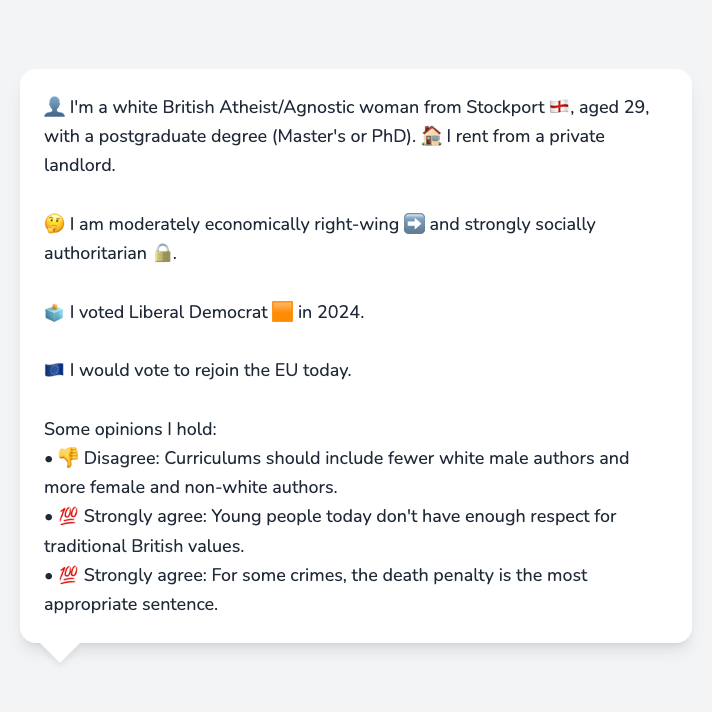 👤 I'm a white British Atheist/Agnostic woman from Stockport 🏴󠁧󠁢󠁥󠁮󠁧󠁿, aged 29,
with a postgraduate degree (Master's or PhD). 🏠 I rent from a private
landlord.
🤔 I am moderately economically right-wing ➡️ and strongly socially
authoritarian 🔒.
🗳️ I voted Liberal Democrat 🟧 in 2024.
🇪🇺 I would vote to rejoin the EU today.
Some opinions I hold:
• 👎 Disagree: Curriculums should include fewer white male authors and
more female and non-white authors.
• 💯 Strongly agree: Young people today don't have enough respect for
traditional British values.
• 💯 Strongly agree: For some crimes, the death penalty is the most
appropriate sentence.